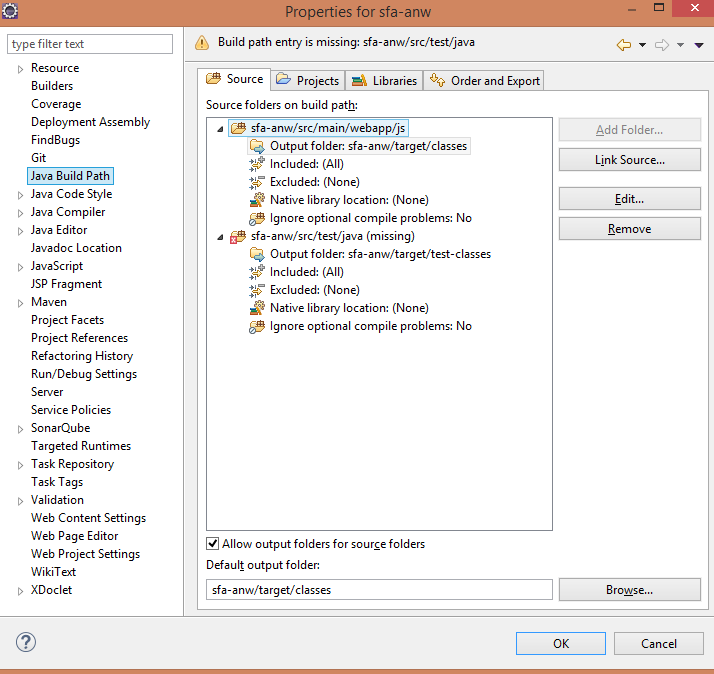 Properties for sfa-anw
type filter text
Resource
Builders
Coverage
Deployment Assembly
FindBugs
Git
Java Build Path
Java Code Style
Java Compiler
Java Editor
Javadoc Location
JavaScript
JSP Fragment
Maven
Project Facets
Project References
Refactoring History
Run/Debug Settings
Server
Service Policies
SonarQube
Targeted Runtimes
Task Repository
Task Tags
Validation
Web Content Settings
Web Page Editor
Web Project Settings
WikiText
XDoclet
Build path entry is missing: sfa-anw/src/test/java
Source
Projects
Libraries
Order and Export
Source folders on build path:
sfa-anw/src/main/webapp/js
Output folder: sfa-anw/target/classes
Included: (All)
Excluded: (None)
Native library location: (None)
Ignore optional compile problems: No
sfa-anw/src/test/java (missing)
Output folder: sfa-anw/target/test-classes
Included: (All)
Excluded: (None)
Native library location: (None)
Ignore optional compile problems: No
Add Folder...
Link Source...
Edit...
Remove
Allow output folders for source folders
Default output folder:
sfa-anw/target/classes
Browse...
OK
Cancel